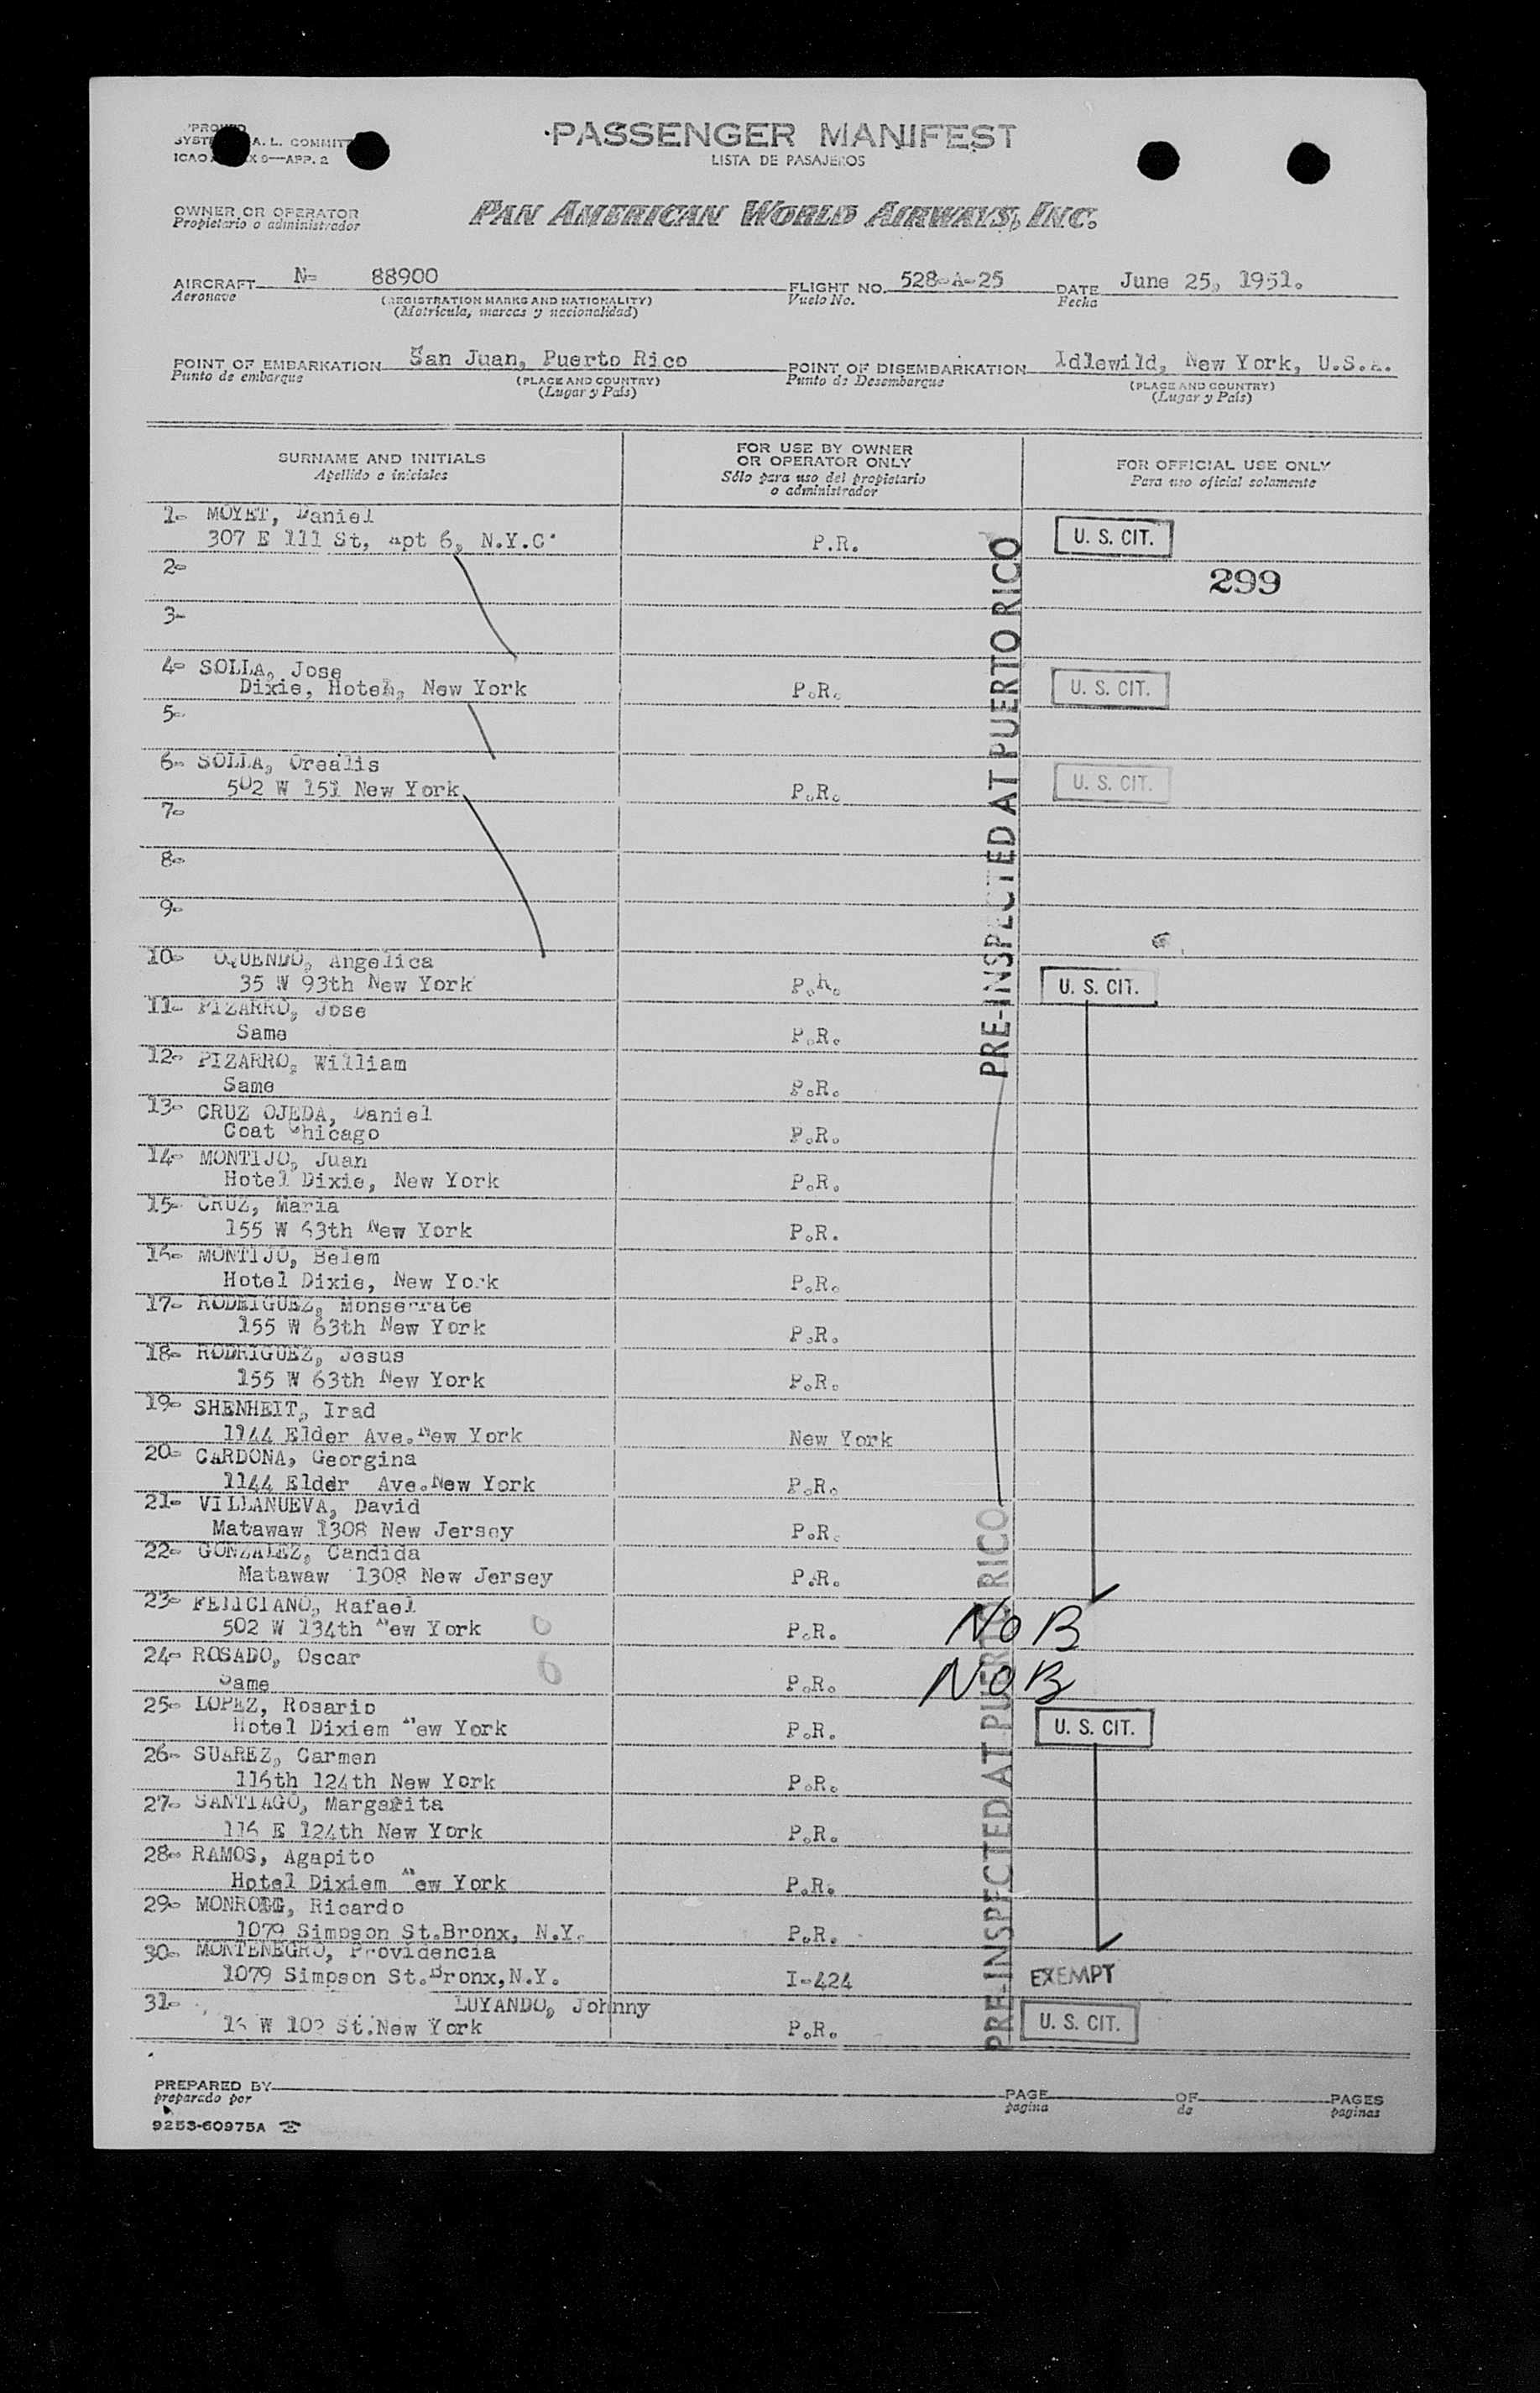 PASSENGER MANIFEST
LISTA DE PASAJEROS
A. L. COMMIT
ICAO X 9—APP. 2
OWNER OR OPERATOR
Propietario o administrador
PAN AMERICAN WORLD AIRWAYS, INC.
AIRCRAFT N- 88900 FLIGHT NO. 528-A-25 DATE June 25, 1951.
Aeronave (REGISTRATION MARKS AND NATIONALITY) Vuelo No. Fecha
(Matricula, marcas y nacionalidad)
POINT OF EMBARKATION San Juan, Puerto Rico POINT OF DISEMBARKATION Idlewild, New York, U.S.A.
Punto de embarque (PLACE AND COUNTRY) Punto de Desembarque (PLACE AND COUNTRY)
(Lugar y País) (Lugar y País)
SURNAME AND INITIALS FOR USE BY OWNER OR OPERATOR ONLY FOR OFFICIAL USE ONLY
Apellido e iniciales Sólo para uso del propietario o administrador Para uso oficial solamente
1- MOYET, Daniel
307 E 111 St, Apt 6, N.Y.C. P.R. U. S. CIT.
2- 299
3-
4- SOLLA, Jose
Dixie, Hoteh, New York P.R. U. S. CIT.
5-
6- SOLLA, Orealis
502 W 151 New York P.R. U. S. CIT.
7-
8-
9-
10- OQUENDO, Angelica
35 W 93th New York P.R. U. S. CIT.
11- PIZARRO, Jose
Same P.R.
12- PIZARRO, William
Same P.R.
13- CRUZ OJEDA, Daniel
Coat Chicago P.R.
14- MONTIJO, Juan
Hotel Dixie, New York P.R.
15- CRUZ, Maria
155 W 63th New York P.R.
16- MONTIJO, Belem
Hotel Dixie, New York P.R.
17- RODRIGUEZ, Monserrate
155 W 63th New York P.R.
18- RODRIGUEZ, Jesus
155 W 63th New York P.R.
19- SHENHEIT, Irad
1144 Elder Ave.New York New York
20- CARDONA, Georgina
1144 Elder Ave.New York P.R.
21- VILLANUEVA, David
Matawaw 1308 New Jersey P.R.
22- GONZALEZ, Candida
Matawaw 1308 New Jersey P.R.
23- FELICIANO, Rafael
502 W 134th New York P.R. NOB
24- ROSADO, Oscar
Same P.R. NOB
25- LOPEZ, Rosario
Hotel Dixiem New York P.R. U. S. CIT.
26- SUAREZ, Carmen
116th 124th New York P.R.
27- SANTIAGO, Margarita
116 E 124th New York P.R.
28- RAMOS, Agapito
Hotel Dixiem New York P.R.
29- Ricardo
1079 Simpson St.Bronx, N.Y. P.R.
30- MONTENEGRO, Providencia
1079 Simpson St.Bronx,N.Y. I-424 EXEMPT
31- LUYANDO, Johnny
W St.New York P.R. U. S. CIT.
PRE-INSPECTED AT PUERTO RICO
PRE-INSPECTED AT PUERTO RICO
PREPARED BY PAGE OF PAGES
preparado por pagina de paginas
9253-60975A